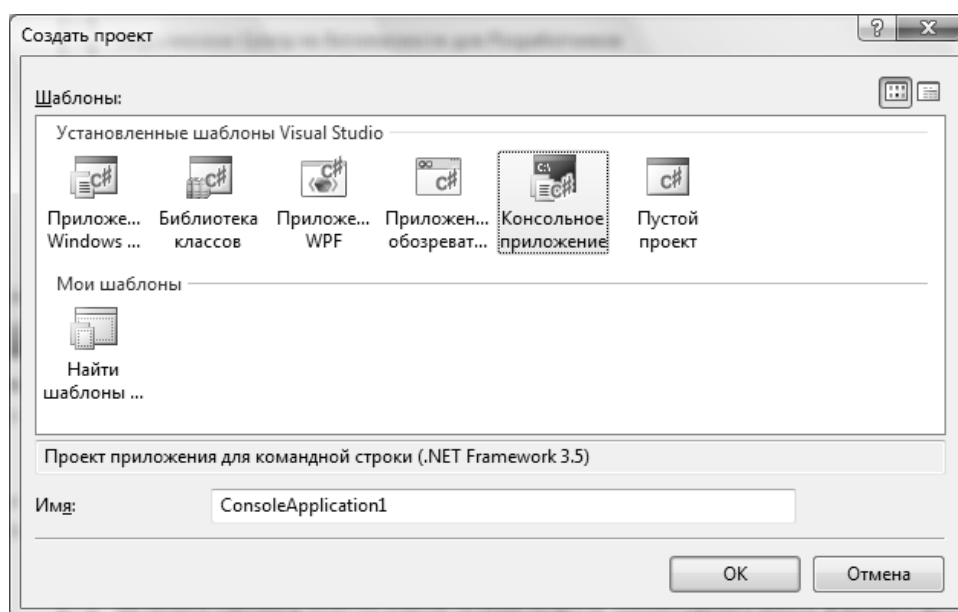 Создать проект
Шаблоны:
Установленные шаблоны Visual Studio
Приложе... Windows ...
Библиотека классов
Приложе... WPF
Приложен... обозреват...
Консольное приложение
Пустой проект
Мои шаблоны
Найти шаблоны ...
Проект приложения для командной строки (.NET Framework 3.5)
Имя:
ConsoleApplication1
OK
Отмена